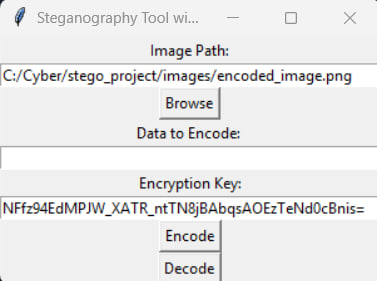 Steganography Tool wi...
Image Path:
C:/Cyber/stego_project/images/encoded_image.png
Browse
Data to Encode:
Encryption Key:
NFfz94EdMPJW_XATR_ntTN8jBAbqsAOEzTeNd0cBnis=
Encode
Decode